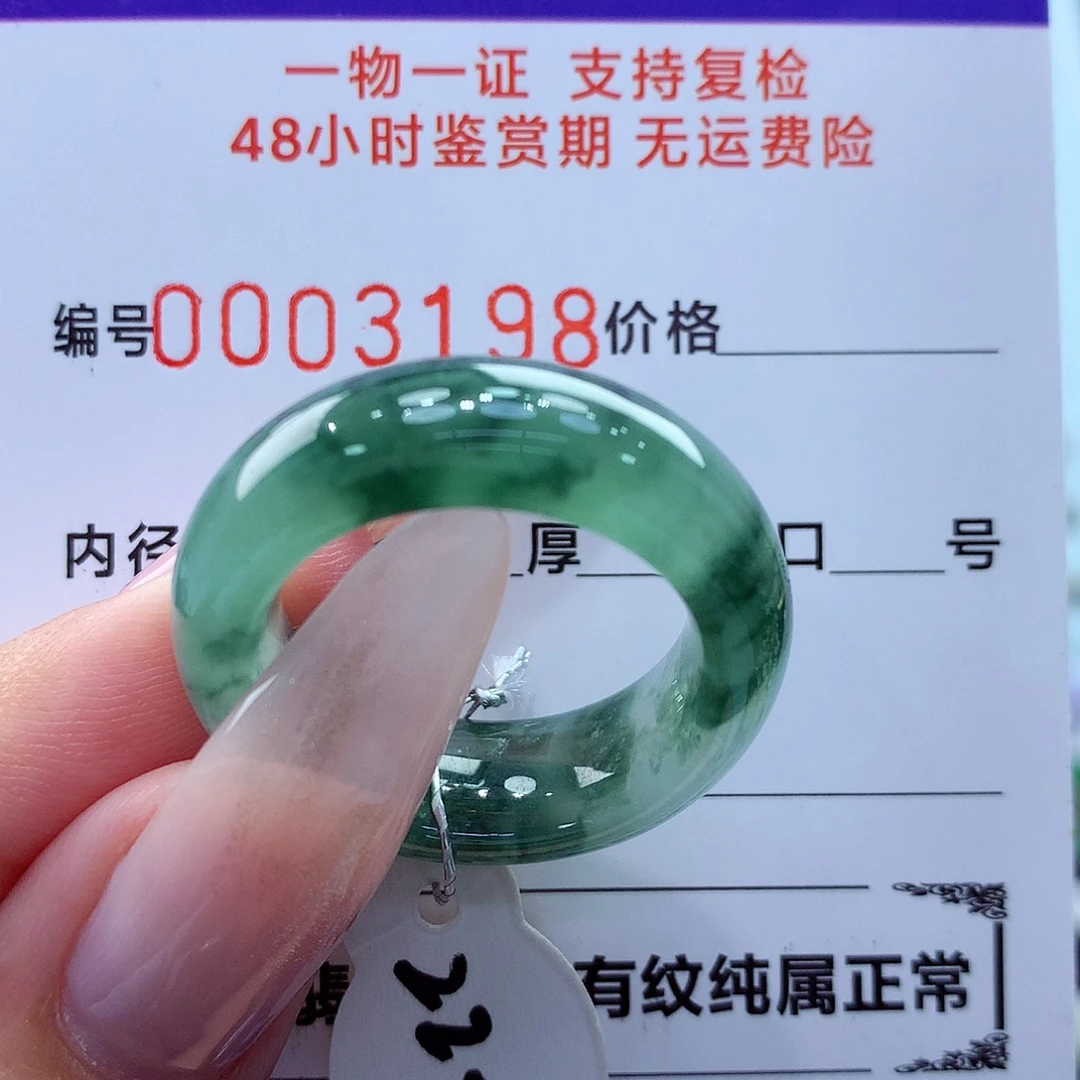 一物一证 支持复检
48小时鉴赏期 无运费险
编号0003198价格
内径 厚 口 号
有纹纯属正常
22